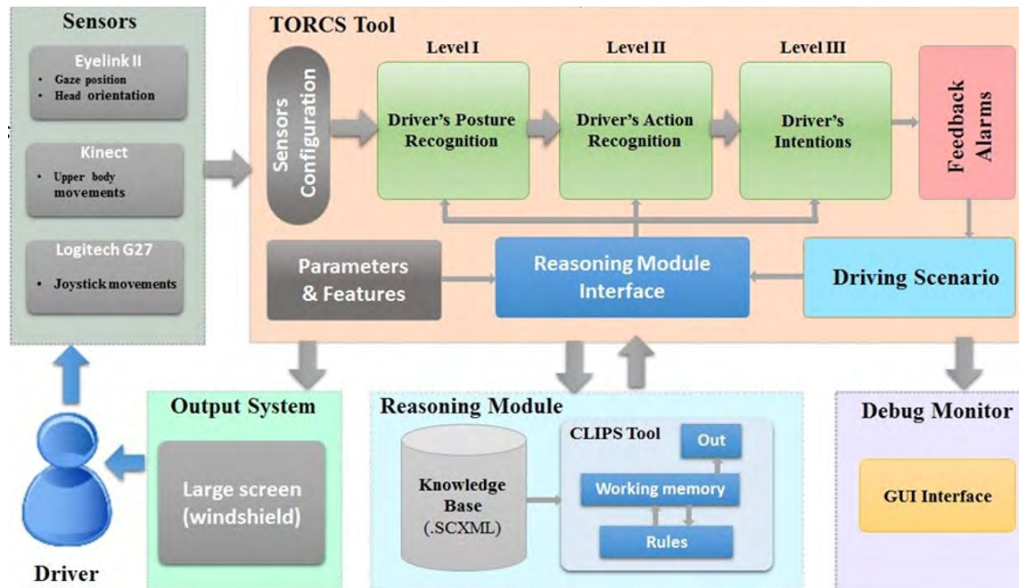 Sensors
Eyelink II
• Gaze position
• Head orientation
Kinect
• Upper body
movements
Logitech G27
• Joystick movements
TORCS Tool
Sensors
Configuration
Level I
Driver's Posture
Recognition
Level II
Driver's Action
Recognition
Level III
Driver's
Intentions
Feedback
Alarms
Parameters
& Features
Reasoning Module
Interface
Driving Scenario
Driver
Output System
Large screen
(windshield)
Reasoning Module
Knowledge
Base
(.SCXML)
CLIPS Tool
Out
Working memory
Rules
Debug Monitor
GUI Interface